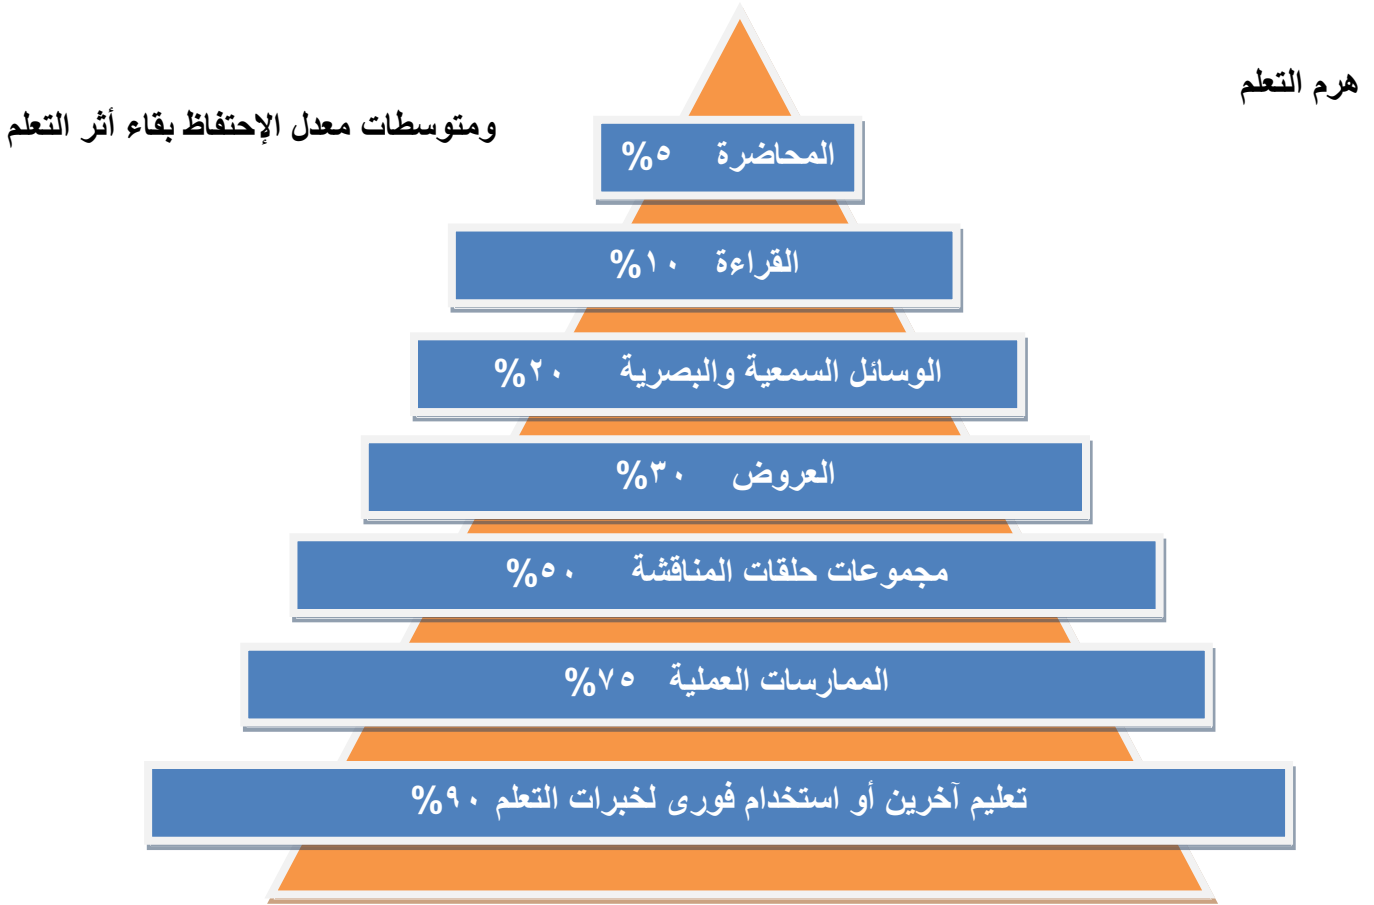 هرم التعلم
ومتوسطات معدل الإحتفاظ بقاء أثر التعلم
المحاضرة ٥%
القراءة ١٠%
الوسائل السمعية والبصرية ٢٠%
العروض ٣٠%
مجموعات حلقات المناقشة ٥٠%
الممارسات العملية ٧٥%
تعليم آخرين أو استخدام فورى لخبرات التعلم ٩٠%